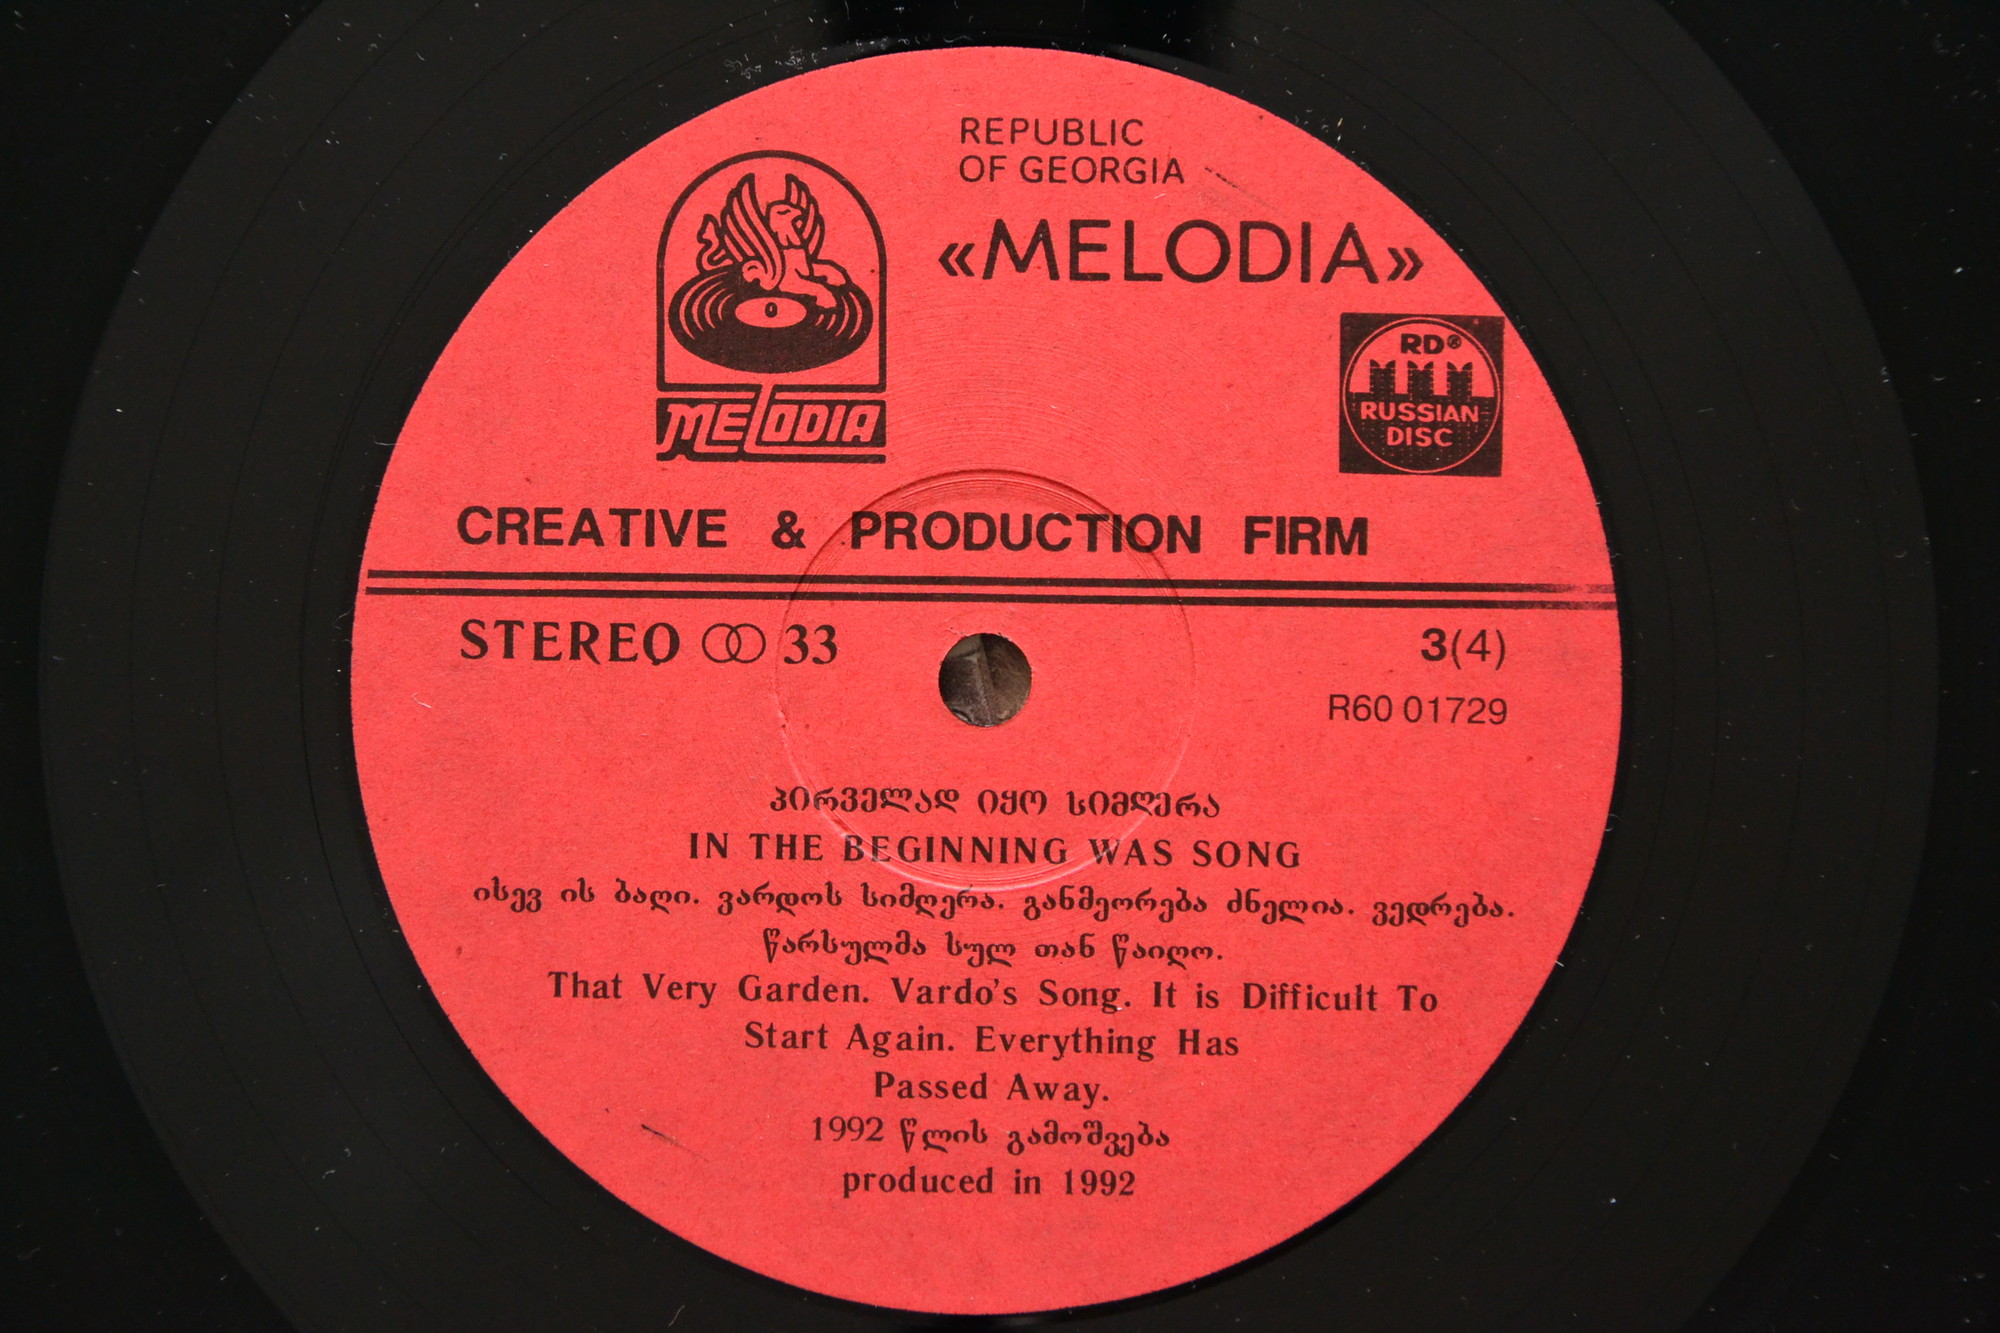 REPUBLIC
OF GEORGIA
«MELODIA»
MELODIA
RD®
RUSSIAN
DISC
CREATIVE & PRODUCTION FIRM
STEREO 33
3(4)
R60 01729
პირველად იყო სიმღერა
IN THE BEGINNING WAS SONG
ისევ ის ბაღი. ვარდოს სიმღერა. განმეორება ძნელია. ვედრება.
წარსულმა სულ თან წაიღო.
That Very Garden. Vardo's Song. It is Difficult To
Start Again. Everything Has
Passed Away.
1992 წლის გამოშვება
produced in 1992